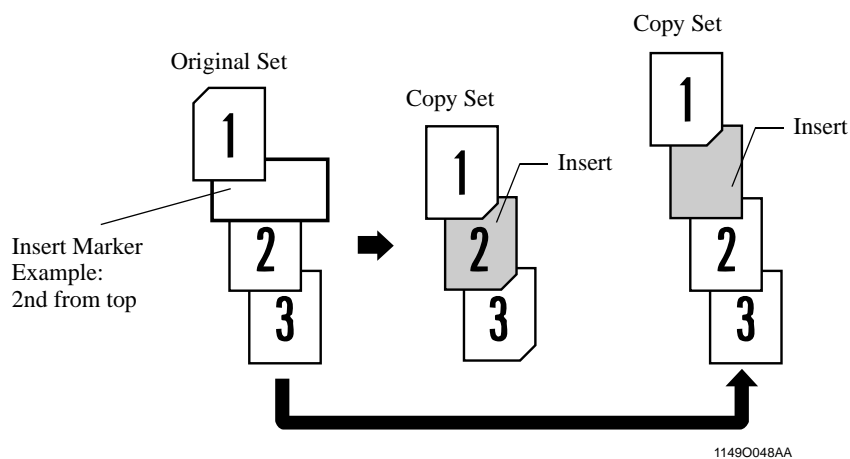 Original Set
1
Insert Marker
Example:
2nd from top
2
3
Copy Set
1
Insert
2
3
Copy Set
1
Insert
2
3
1149O048AA